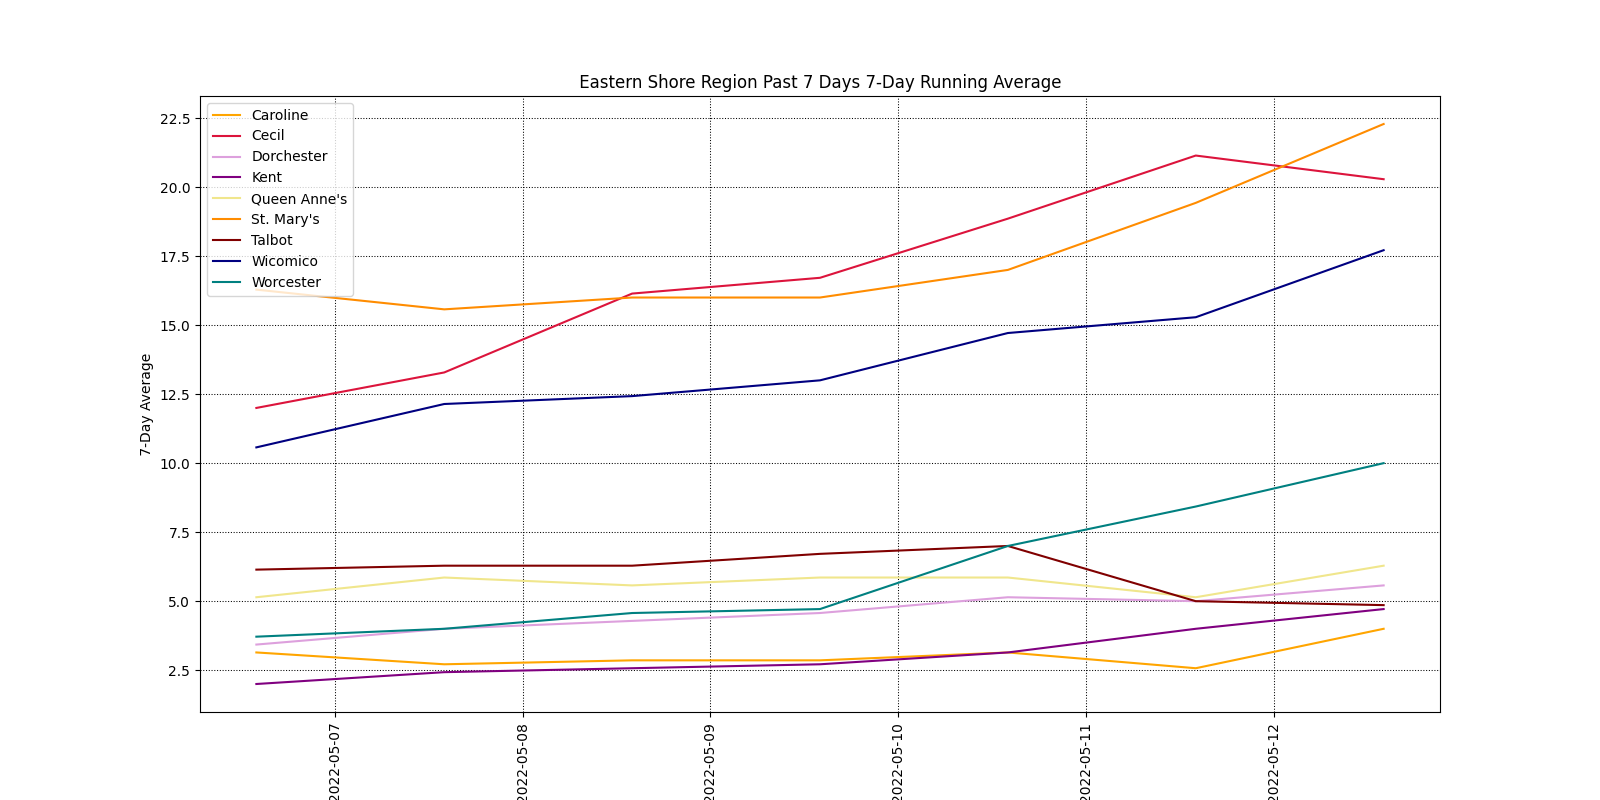 Eastern Shore Region Past 7 Days 7-Day Running Average
Caroline
Cecil
Dorchester
Kent
Queen Anne's
St. Mary's
Talbot
Wicomico
Worcester
22.5
20.0
17.5
15.0
12.5
10.0
7.5
5.0
2.5
7-Day Average
2022-05-07
2022-05-08
2022-05-09
2022-05-10
2022-05-11
2022-05-12